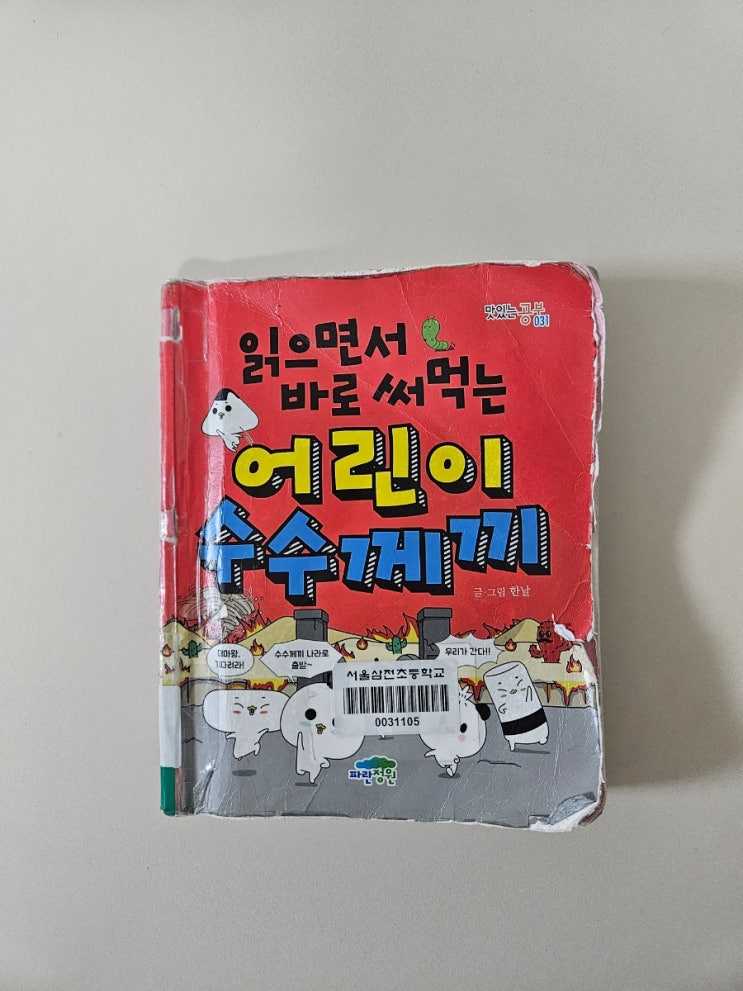 맛있는 공부
031
읽으면서
바로 써먹는
어린이
수수께끼
글·그림 한날
대마왕,
기다려라!
수수께끼 나라로
출발~
우리가 간다!!
서울삼전초등학교
0031105
파란정원